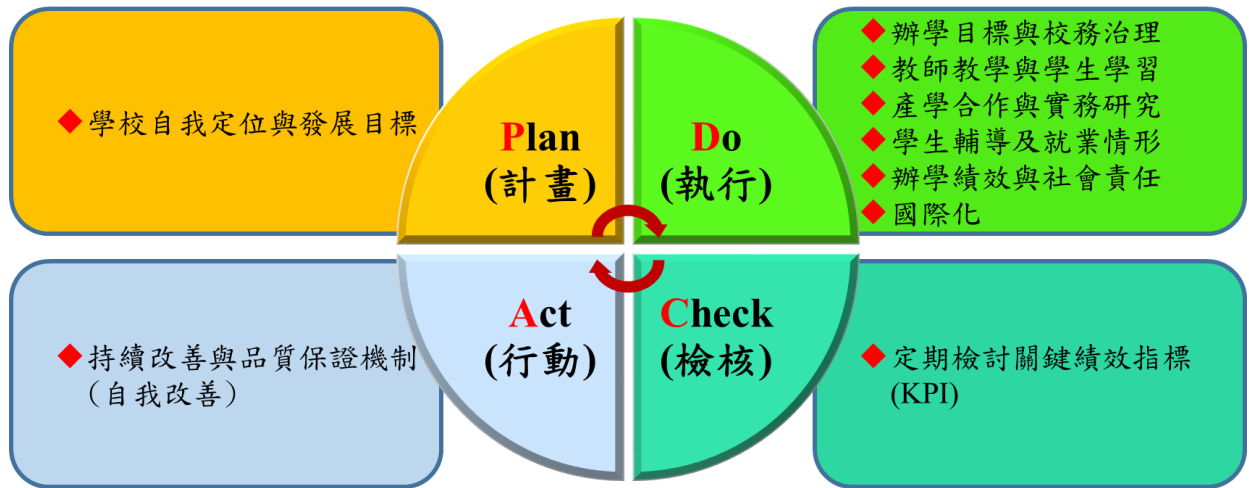 ◆學校自我定位與發展目標
Plan
(計畫)
Do
(執行)
◆辦學目標與校務治理
◆教師教學與學生學習
◆產學合作與實務研究
◆學生輔導及就業情形
◆辦學績效與社會責任
◆國際化
◆持續改善與品質保證機制
(自我改善)
Act
(行動)
Check
(檢核)
◆定期檢討關鍵績效指標
(KPI)